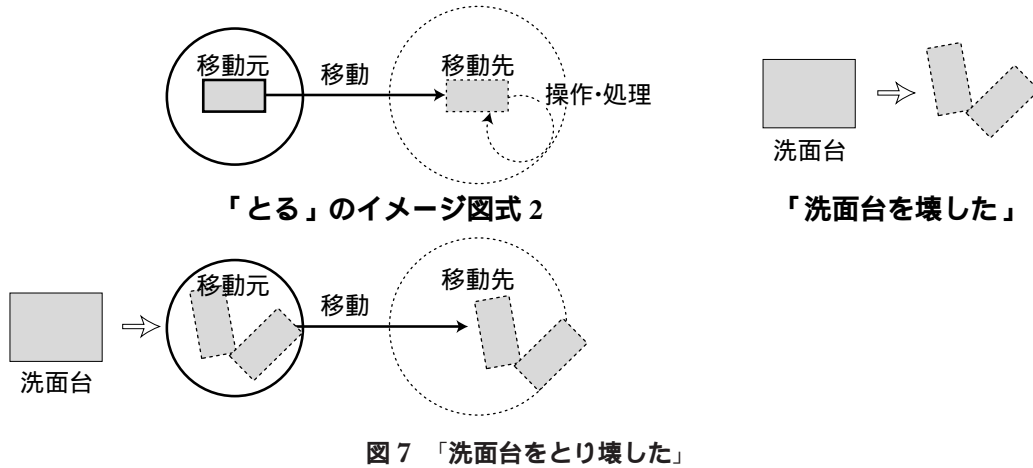 移動元
移動
移動先
操作・処理
「とる」のイメージ図式 2
洗面台
「洗面台を壊した」
移動元
移動
移動先
洗面台
図 7 「洗面台をとり壊した」